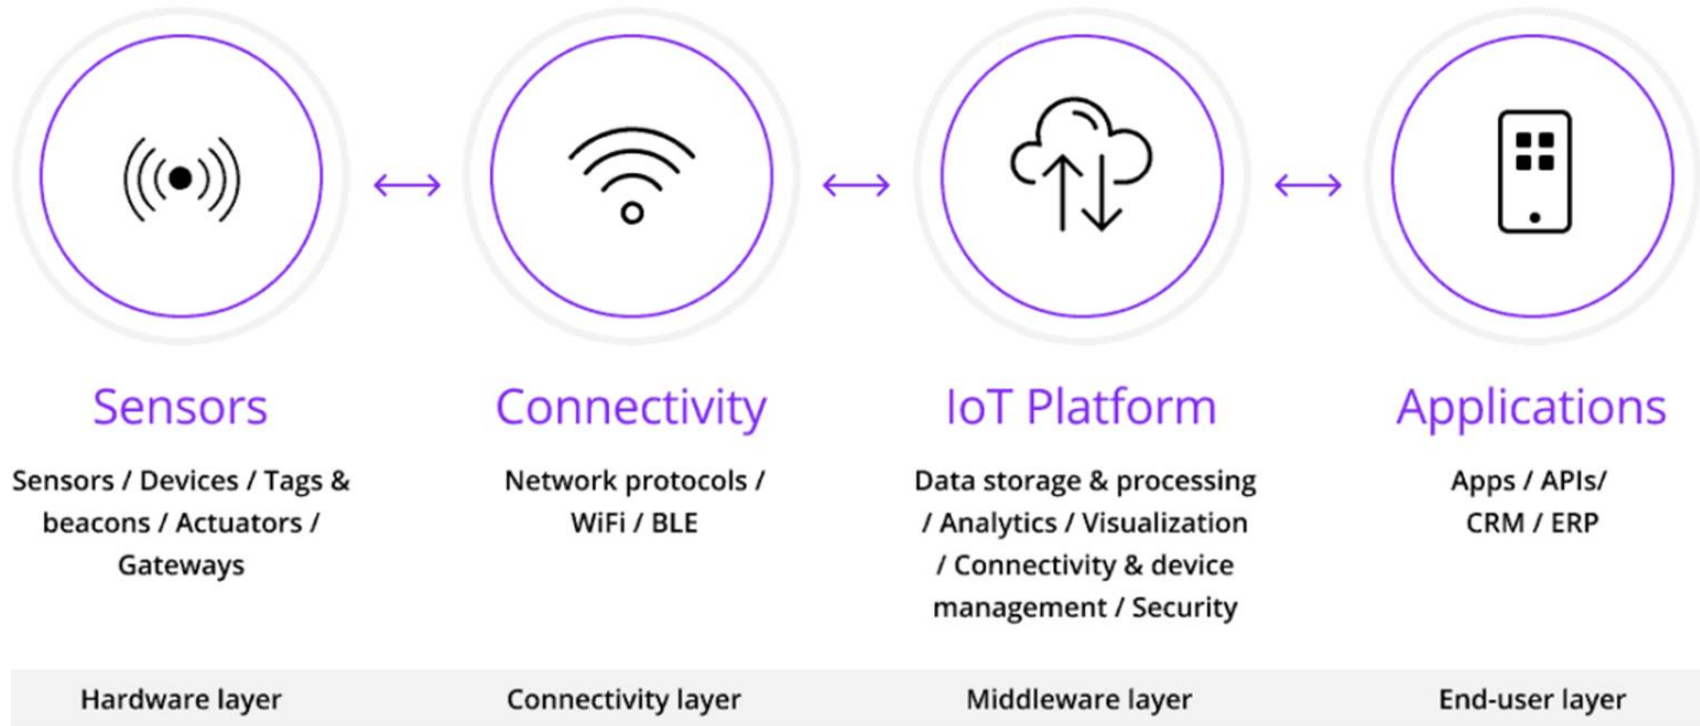 Sensors
Sensors / Devices / Tags &
beacons / Actuators /
Gateways
Hardware layer
Connectivity
Network protocols /
WiFi / BLE
Connectivity layer
IoT Platform
Data storage & processing
/ Analytics / Visualization
/ Connectivity & device
management / Security
Middleware layer
Applications
Apps / APIs/
CRM / ERP
End-user layer